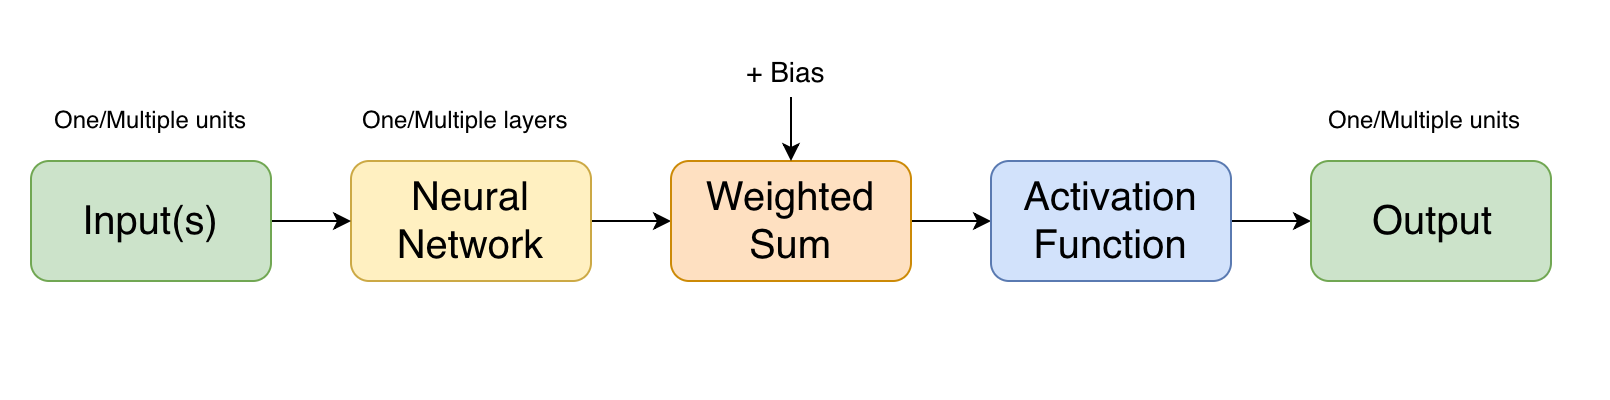 + Bias
One/Multiple units
One/Multiple layers
One/Multiple units
Input(s)
Neural
Network
Weighted
Sum
Activation
Function
Output